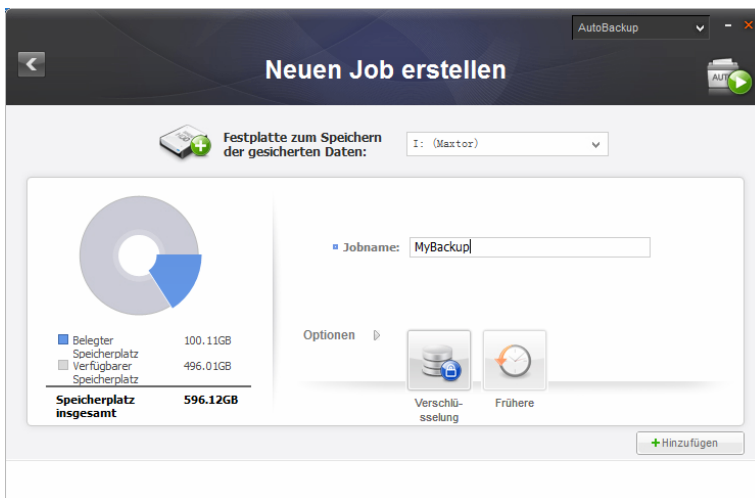 AutoBackup
Neuen Job erstellen
AUTO
Festplatte zum Speichern
der gesicherten Daten:
I: (Maxtor)
Jobname:
MyBackup
Belegter
Speicherplatz
100.11GB
Verfügbarer
Speicherplatz
496.01GB
Speicherplatz
insgesamt
596.12GB
Optionen
Verschlü-
sselung
Frühere
+Hinzufügen